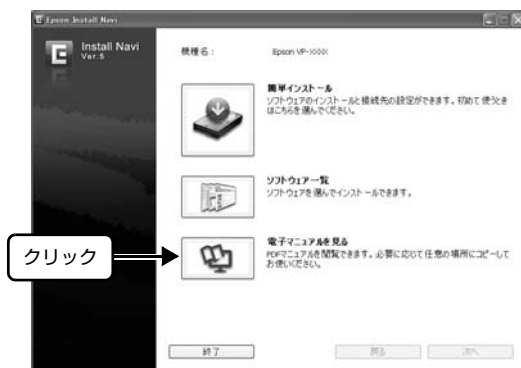 Epson Install Navi
Install Navi
Ver.5
機種名: Epson VP-XXXX
簡単インストール
ソフトウェアのインストールと接続先の設定ができます。初めて使うときはこちらを選んでください。
ソフトウェア一覧
ソフトウェアを選んでインストールできます。
電子マニュアルを見る
PDFマニュアルを閲覧できます。必要に応じて任意の場所にコピーして
お使いください。
クリック
終了
戻る
次へ